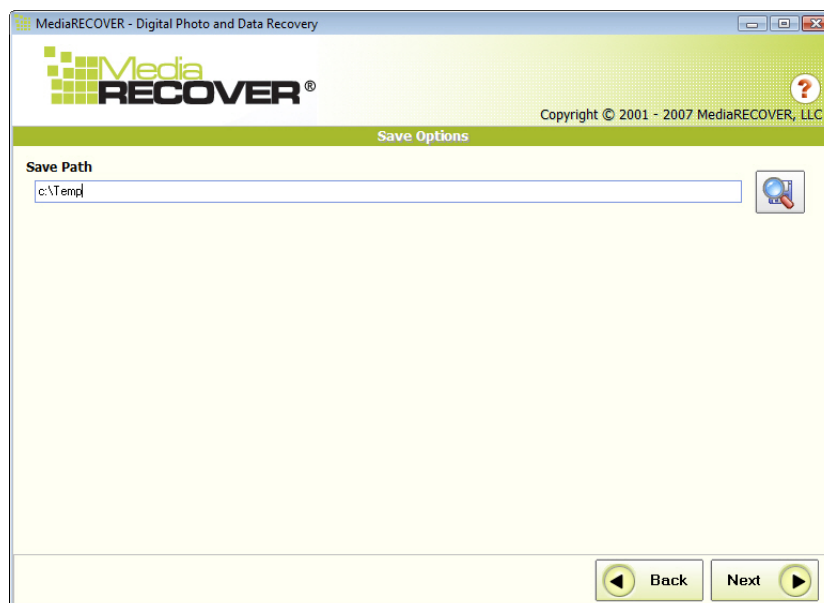 MediaRECOVER - Digital Photo and Data Recovery
Media
RECOVER®
?
Copyright © 2001 - 2007 MediaRECOVER, LLC
Save Options
Save Path
c:\Temp
Back
Next